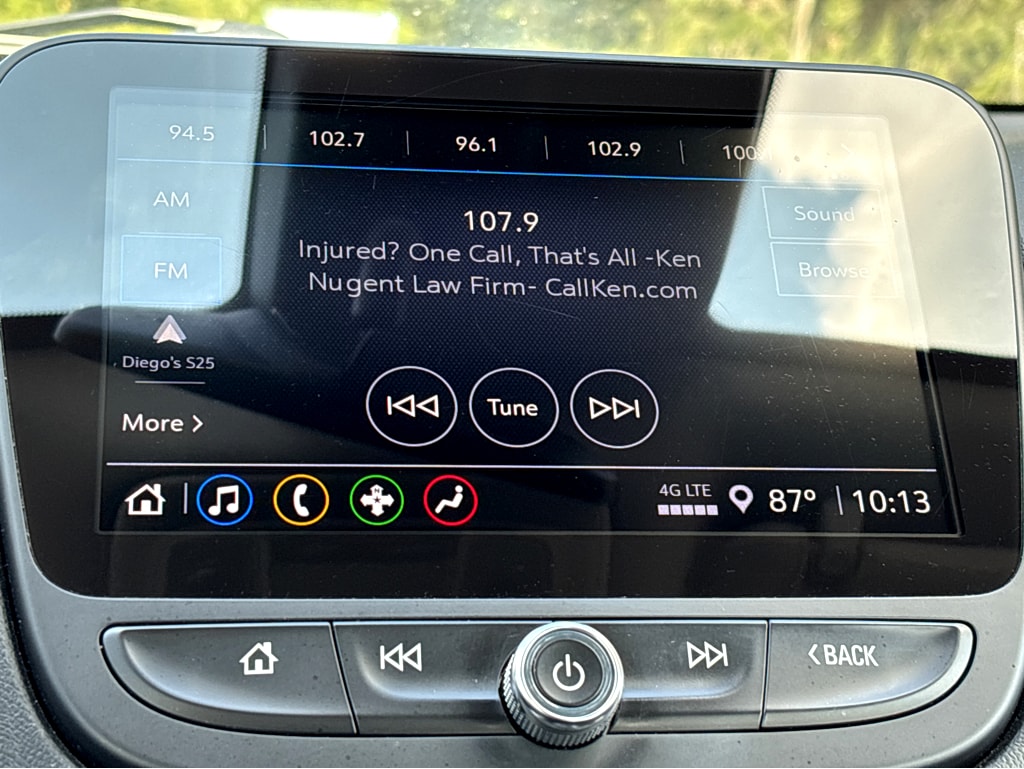 94.5 | 102.7 | 96.1 | 102.9 |
AM
107.9
Sound
Injured? One Call, That's All -Ken
FM
Browse
Nugent Law Firm- CallKen.com
Diego's S25
More >
Tune
4G LTE
87° | 10:13
< BACK